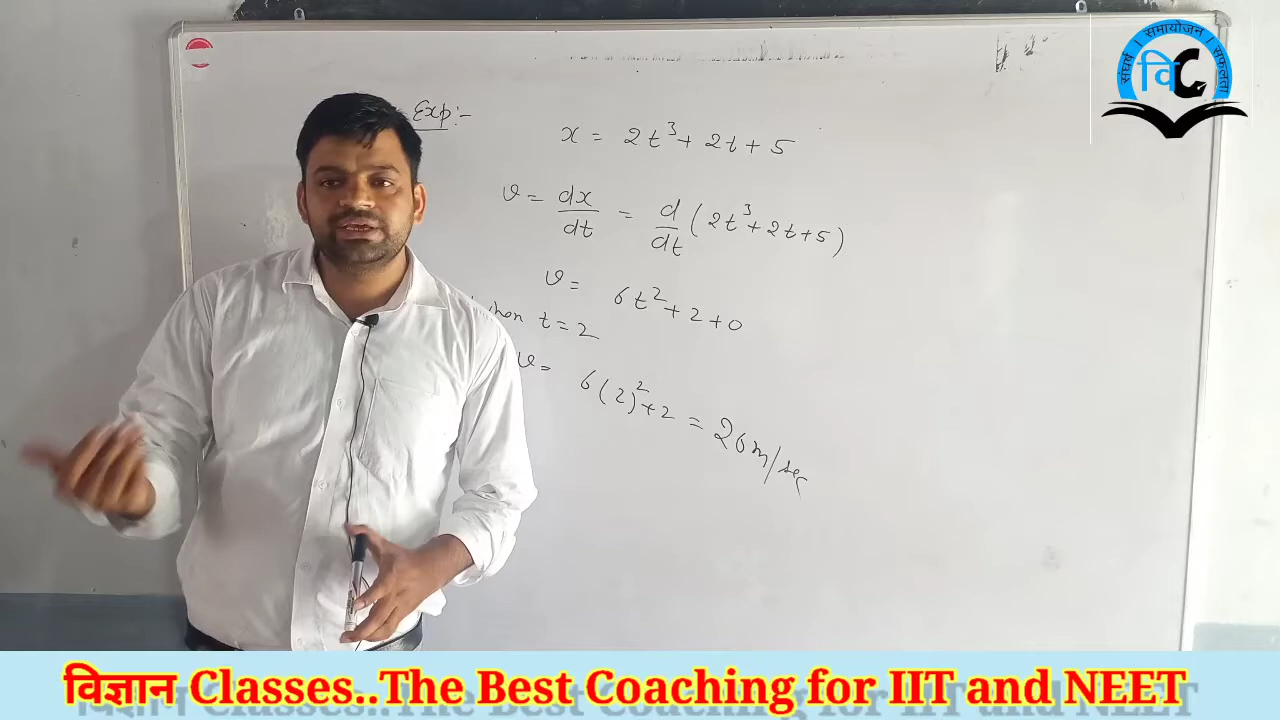 संघर्ष । समायोजन । सफलता
वि
Exp:-
x = 2t³ + 2t + 5
v = dx/dt = d/dt (2t³ + 2t + 5)
v = 6t² + 2 + 0
t = 2
v = 6(2)² + 2 = 26 m/sec
विज्ञान Classes..The Best Coaching for IIT and NEET